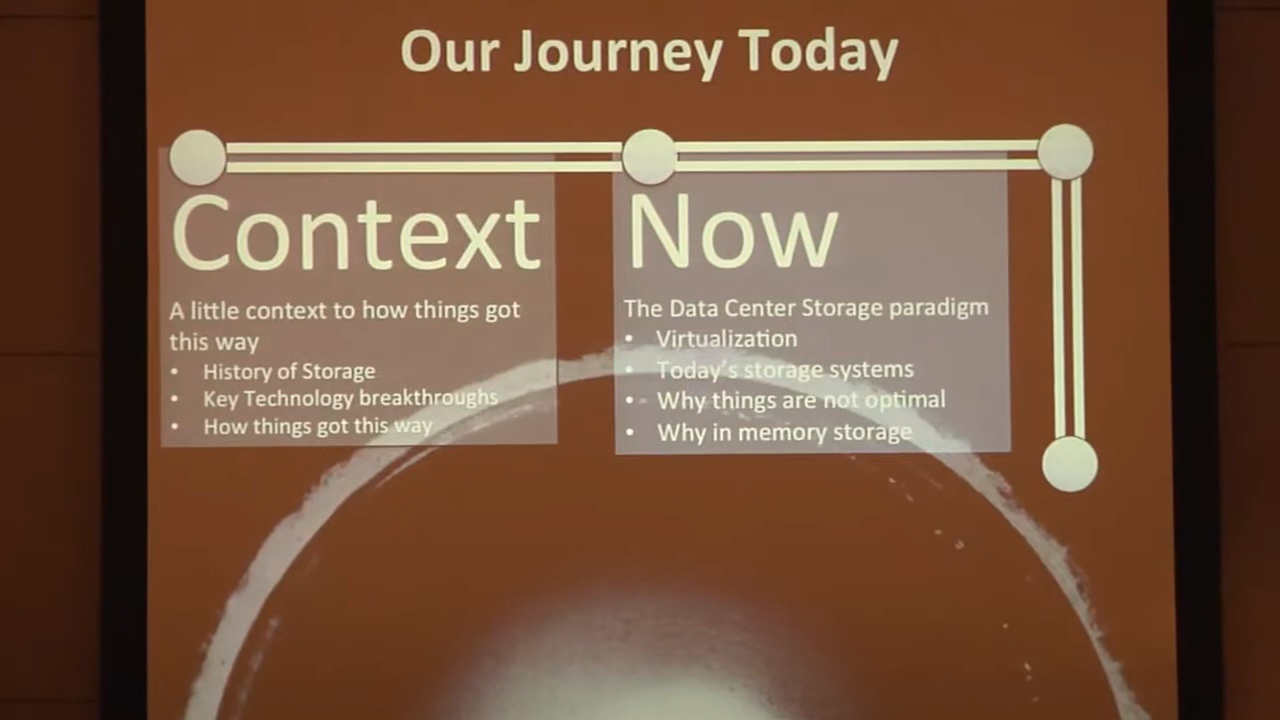 Our Journey Today
Context
A little context to how things got
this way
• History of Storage
• Key Technology breakthroughs
• How things got this way
Now
The Data Center Storage paradigm
• Virtualization
• Today's storage systems
• Why things are not optimal
• Why in memory storage